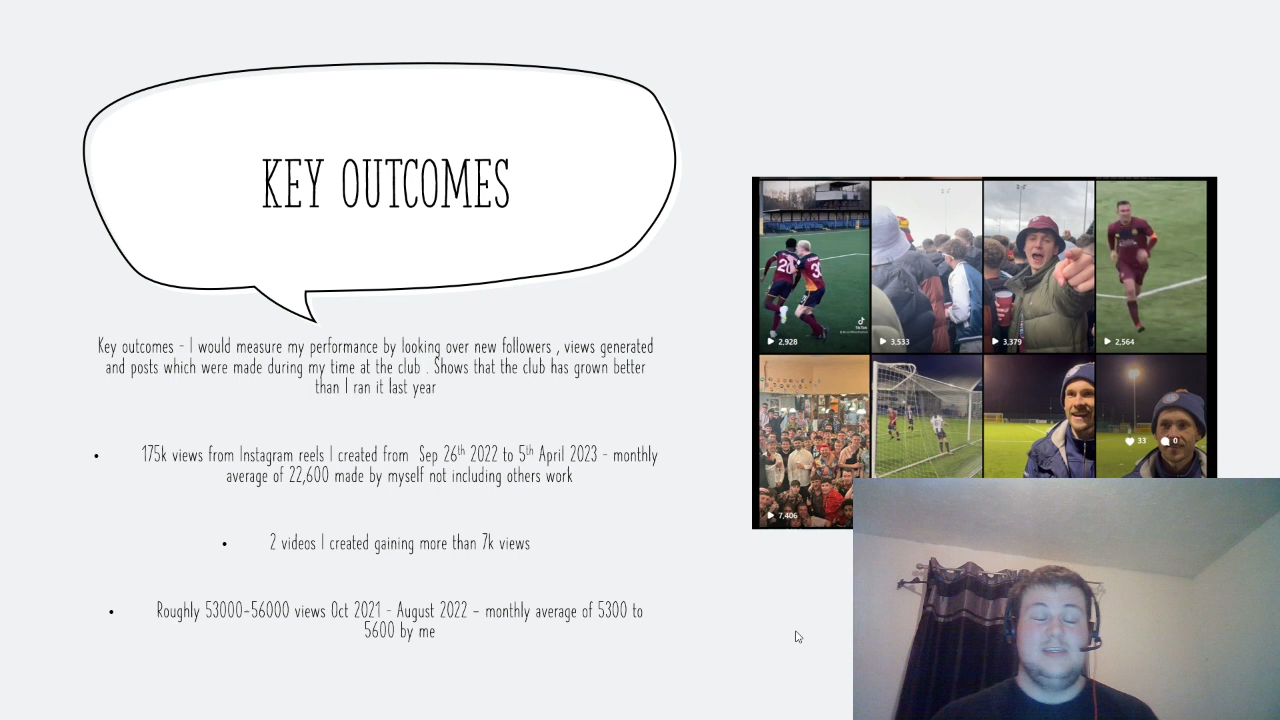 KEY OUTCOMES
Key outcomes - I would measure my performance by looking over new followers , views generated
and posts which were made during my time at the club . Shows that the club has grown better
than I ran it last year
• 175k views from Instagram reels I created from Sep 26th 2022 to 5th April 2023 - monthly
average of 22,600 made by myself not including others work
• 2 videos I created gaining more than 7k views
• Roughly 53000-56000 views Oct 2021 - August 2022 – monthly average of 5300 to
5600 by me
28
3
TikTok
2,928
3,533
3,379
2,564
33
0
7,406